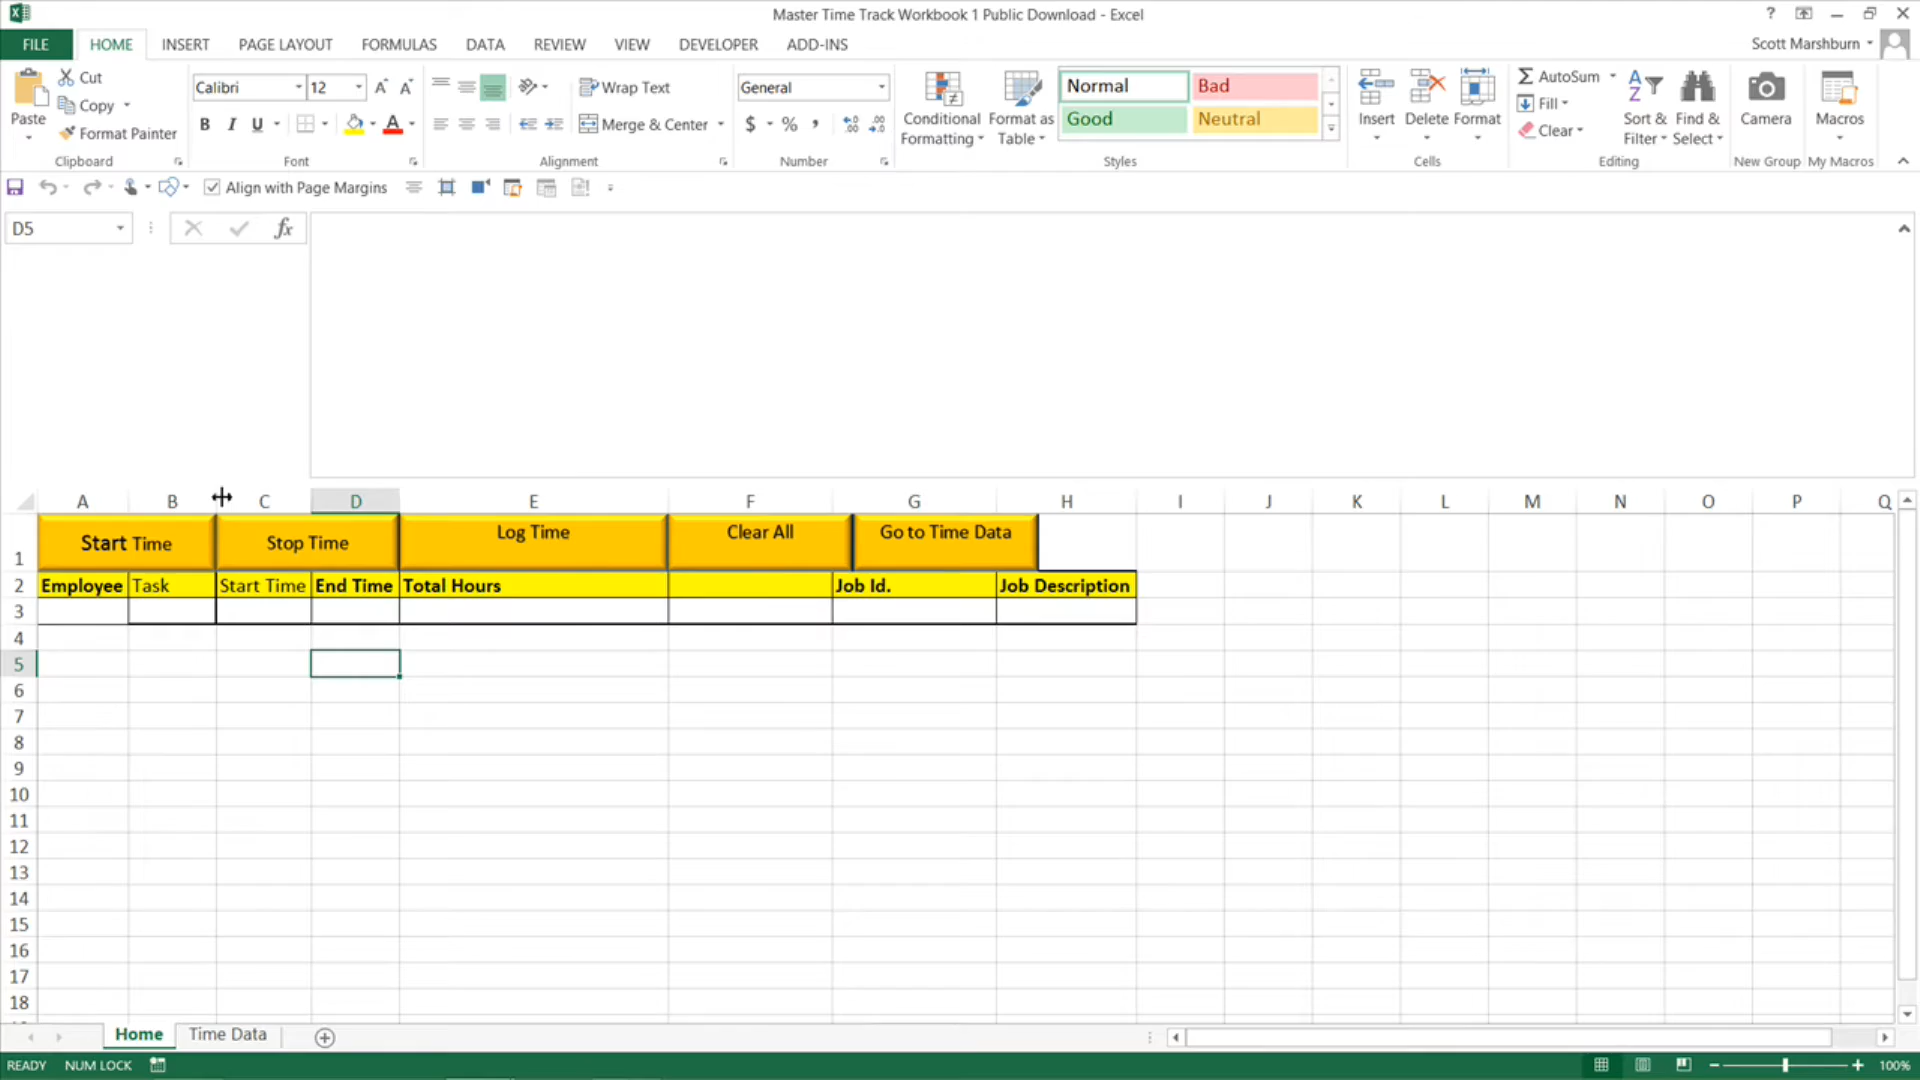 Master Time Track Workbook 1 Public Download - Excel
?
FILE HOME INSERT PAGE LAYOUT FORMULAS DATA REVIEW VIEW DEVELOPER ADD-INS Scott Marshburn
Paste
Cut
Copy
Format Painter
Clipboard
Calibri 12 A A
B I U A
Font
Wrap Text
Merge & Center
Alignment
General
$ % ,
Number
Conditional Formatting
Format as Table
Normal Bad
Good Neutral
Styles
Insert Delete Format
Cells
AutoSum
Fill
Clear
Sort & Filter
Find & Select
Editing
Camera
New Group
Macros
My Macros
Align with Page Margins
D5 fx
A B C D E F G H I J K L M N O P Q
1 Start Time Stop Time Log Time Clear All Go to Time Data
2 Employee Task Start Time End Time Total Hours Job Id. Job Description
3
4
5
6
7
8
9
10
11
12
13
14
15
16
17
18
Home Time Data
READY NUM LOCK 100%